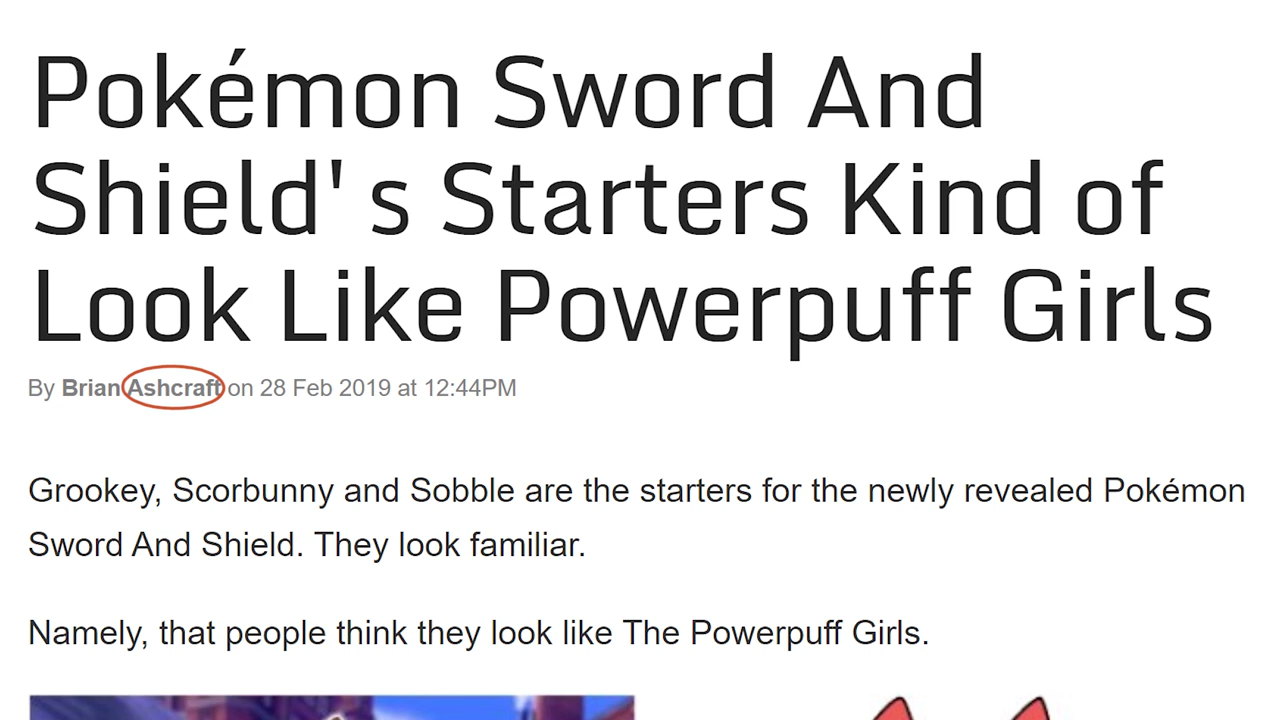 Pokémon Sword And
Shield's Starters Kind of
Look Like Powerpuff Girls
By Brian Ashcraft on 28 Feb 2019 at 12:44PM
Grookey, Scorbunny and Sobble are the starters for the newly revealed Pokémon
Sword And Shield. They look familiar.
Namely, that people think they look like The Powerpuff Girls.